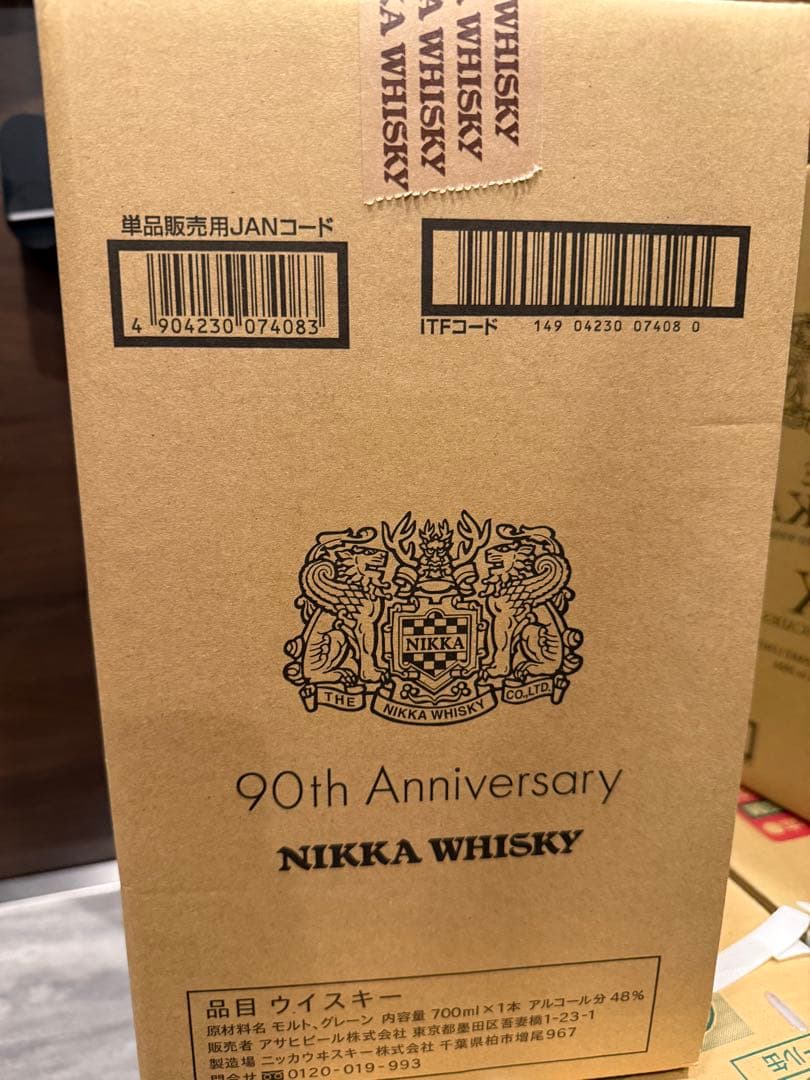 WHISKY
A WHISKY
A WHISKY
A WHISKY
単品販売用JANコード
4 904230 074083
ITFコード 149 04230 07408 0
NIKKA
THE NIKKA WHISKY CO.,LTD.
90th Anniversary
NIKKA WHISKY
品目 ウイスキー
原材料名 モルト、グレーン 内容量 700ml×1本 アルコール分 48%
販売者 アサヒビール株式会社 東京都墨田区吾妻橋1-23-1
製造場 ニッカウヰスキー株式会社 千葉県柏市増尾967
問合せ 0120-019-993